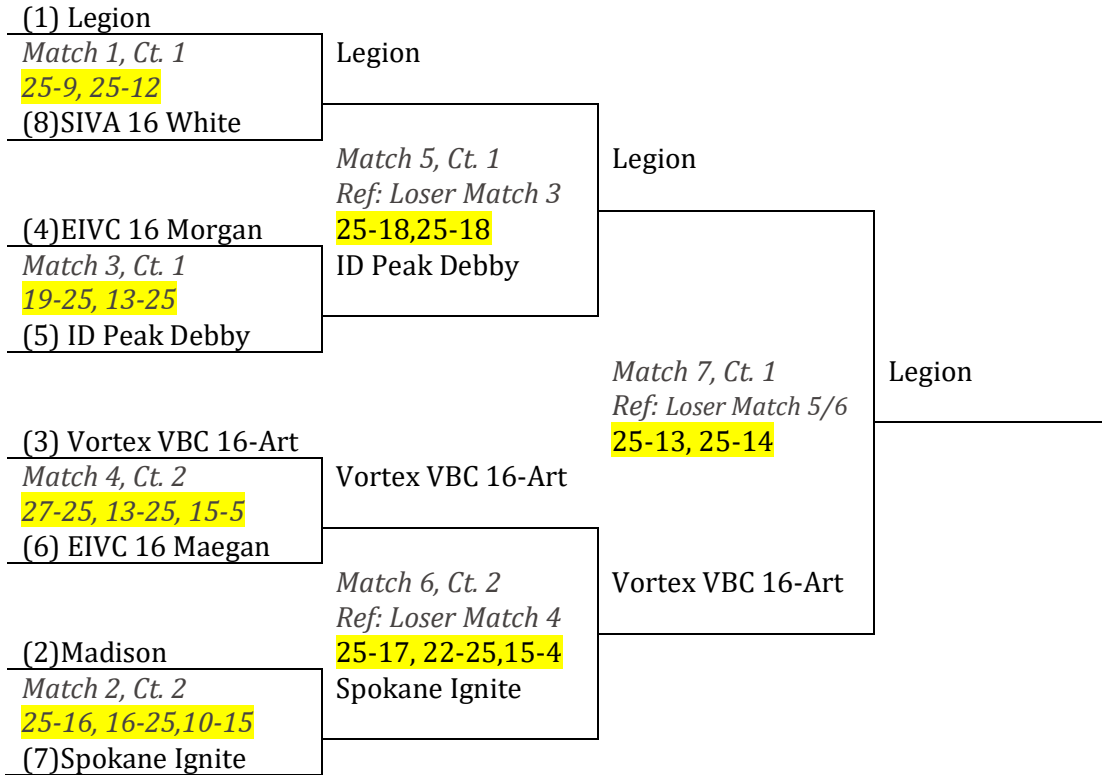 (1) Legion
Match 1, Ct. 1
25-9, 25-12
(8)SIVA 16 White
(4)EIVC 16 Morgan
Match 3, Ct. 1
19-25, 13-25
(5) ID Peak Debby
(3) Vortex VBC 16-Art
Match 4, Ct. 2
27-25, 13-25, 15-5
(6) EIVC 16 Maegan
(2)Madison
Match 2, Ct. 2
25-16, 16-25,10-15
(7)Spokane Ignite
Legion
Match 5, Ct. 1
Ref: Loser Match 3
25-18,25-18
ID Peak Debby
Vortex VBC 16-Art
Match 6, Ct. 2
Ref: Loser Match 4
25-17, 22-25,15-4
Spokane Ignite
Legion
Match 7, Ct. 1
Ref: Loser Match 5/6
25-13, 25-14
Vortex VBC 16-Art
Legion